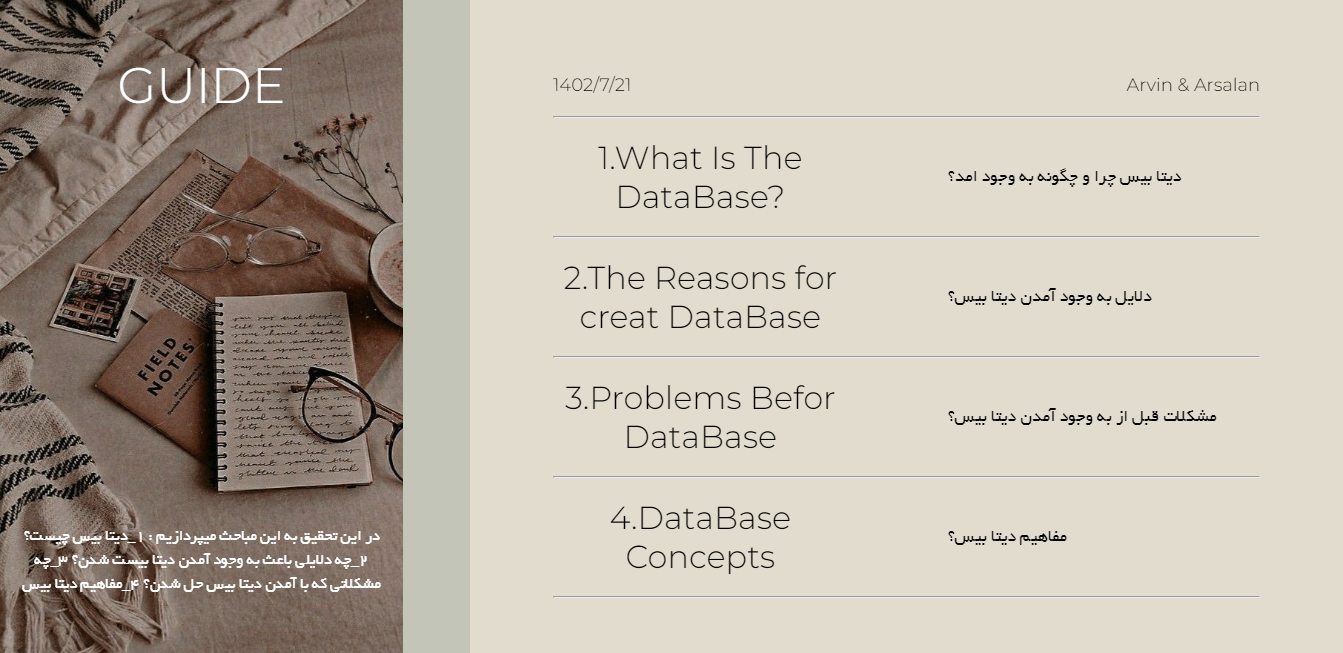 GUIDE
FIELD
NOTES
در این تحقیق به این مباحث میپردازیم : ۱_دیتا بیس چیست؟
۲_چه دلایلی باعث به وجود آمدن دیتا بیست شدن؟ ۳_چه
مشکلاتی که با آمدن دیتا بیس حل شدن؟ ۴_مفاهیم دیتا بیس
1402/7/21
Arvin & Arsalan
1.What Is The
DataBase?
دیتا بیس چرا و چگونه به وجود امد؟
2.The Reasons for
creat DataBase
دلایل به وجود آمدن دیتا بیس؟
3.Problems Befor
DataBase
مشکلات قبل از به وجود آمدن دیتا بیس؟
4.DataBase
Concepts
مفاهیم دیتا بیس؟